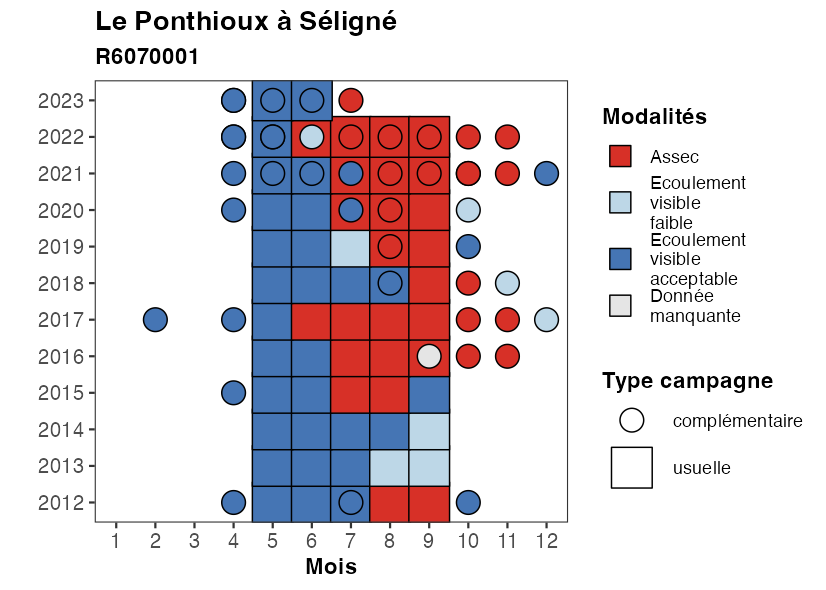 Le Ponthioux à Séligné
R6070001
2023
2022
2021
2020
2019
2018
2017
2016
2015
2014
2013
2012
1 2 3 4 5 6 7 8 9 10 11 12
Mois
Modalités
Assec
Ecoulement
visible
faible
Ecoulement
visible
acceptable
Donnée
manquante
Type campagne
complémentaire
usuelle